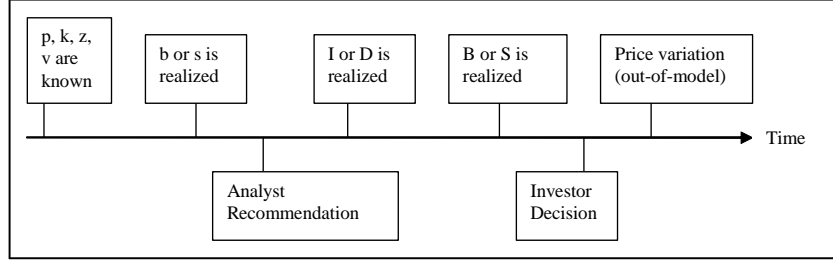 p, k, z,
v are
known
b or s is
realized
I or D is
realized
B or S is
realized
Price variation
(out-of-model)
Time
Analyst
Recommendation
Investor
Decision